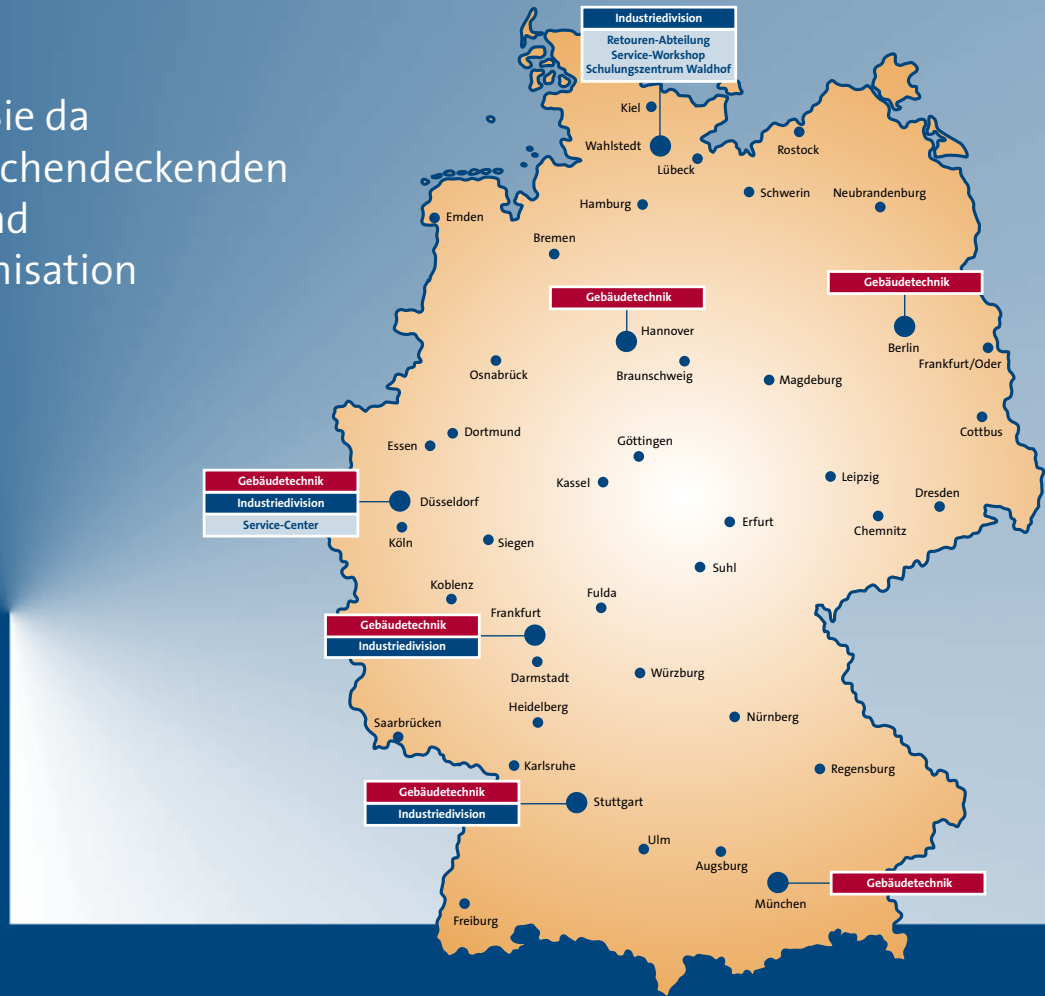 ie da
chendeckenden
nd
nisation
Industriedivision
Retouren-Abteilung
Service-Workshop
Schulungszentrum Waldhof
Kiel
Wahlstedt
Lübeck
Rostock
Hamburg
Schwerin
Neubrandenburg
Emden
Bremen
Gebäudetechnik
Hannover
Gebäudetechnik
Berlin
Frankfurt/Oder
Osnabrück
Braunschweig
Magdeburg
Cottbus
Essen
Dortmund
Göttingen
Kassel
Leipzig
Dresden
Chemnitz
Gebäudetechnik
Industriedivision
Service-Center
Düsseldorf
Köln
Siegen
Erfurt
Suhl
Koblenz
Fulda
Frankfurt
Gebäudetechnik
Industriedivision
Darmstadt
Würzburg
Heidelberg
Nürnberg
Saarbrücken
Karlsruhe
Regensburg
Gebäudetechnik
Industriedivision
Stuttgart
Ulm
Augsburg
München
Gebäudetechnik
Freiburg